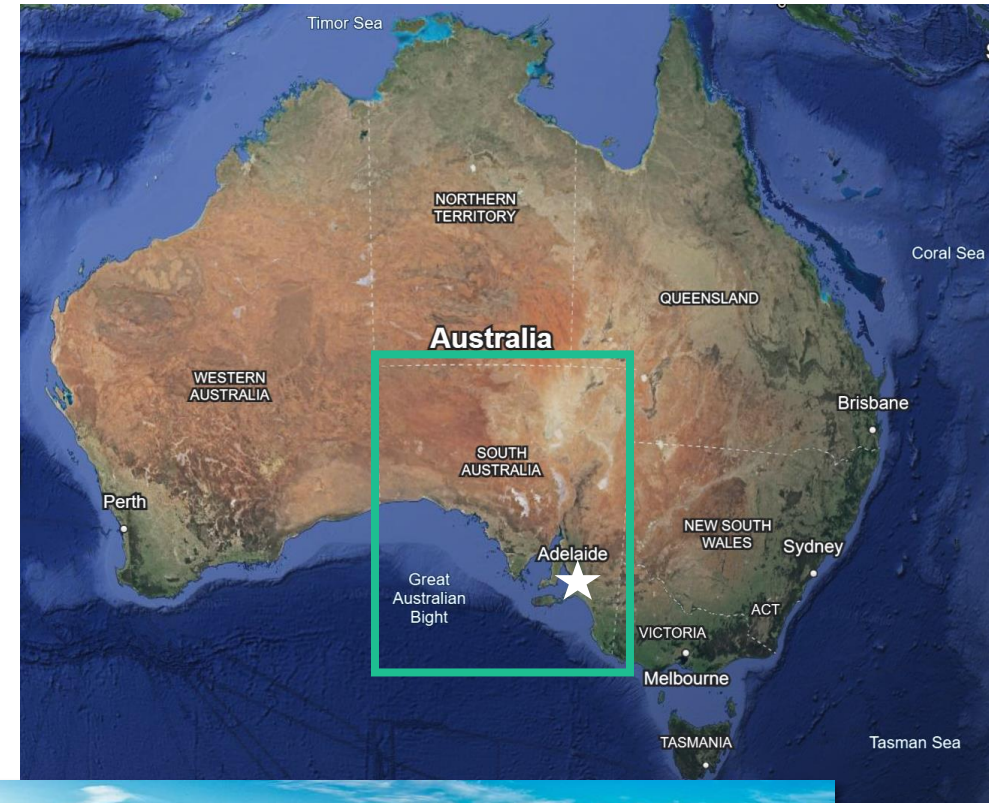 Timor Sea
NORTHERN
TERRITORY
Coral Sea
QUEENSLAND
Australia
WESTERN
AUSTRALIA
Brisbane
SOUTH
AUSTRALIA
Perth
NEW SOUTH
WALES
Sydney
Adelaide
Great
Australian
Bight
ACT
VICTORIA
Melbourne
TASMANIA
Tasman Sea